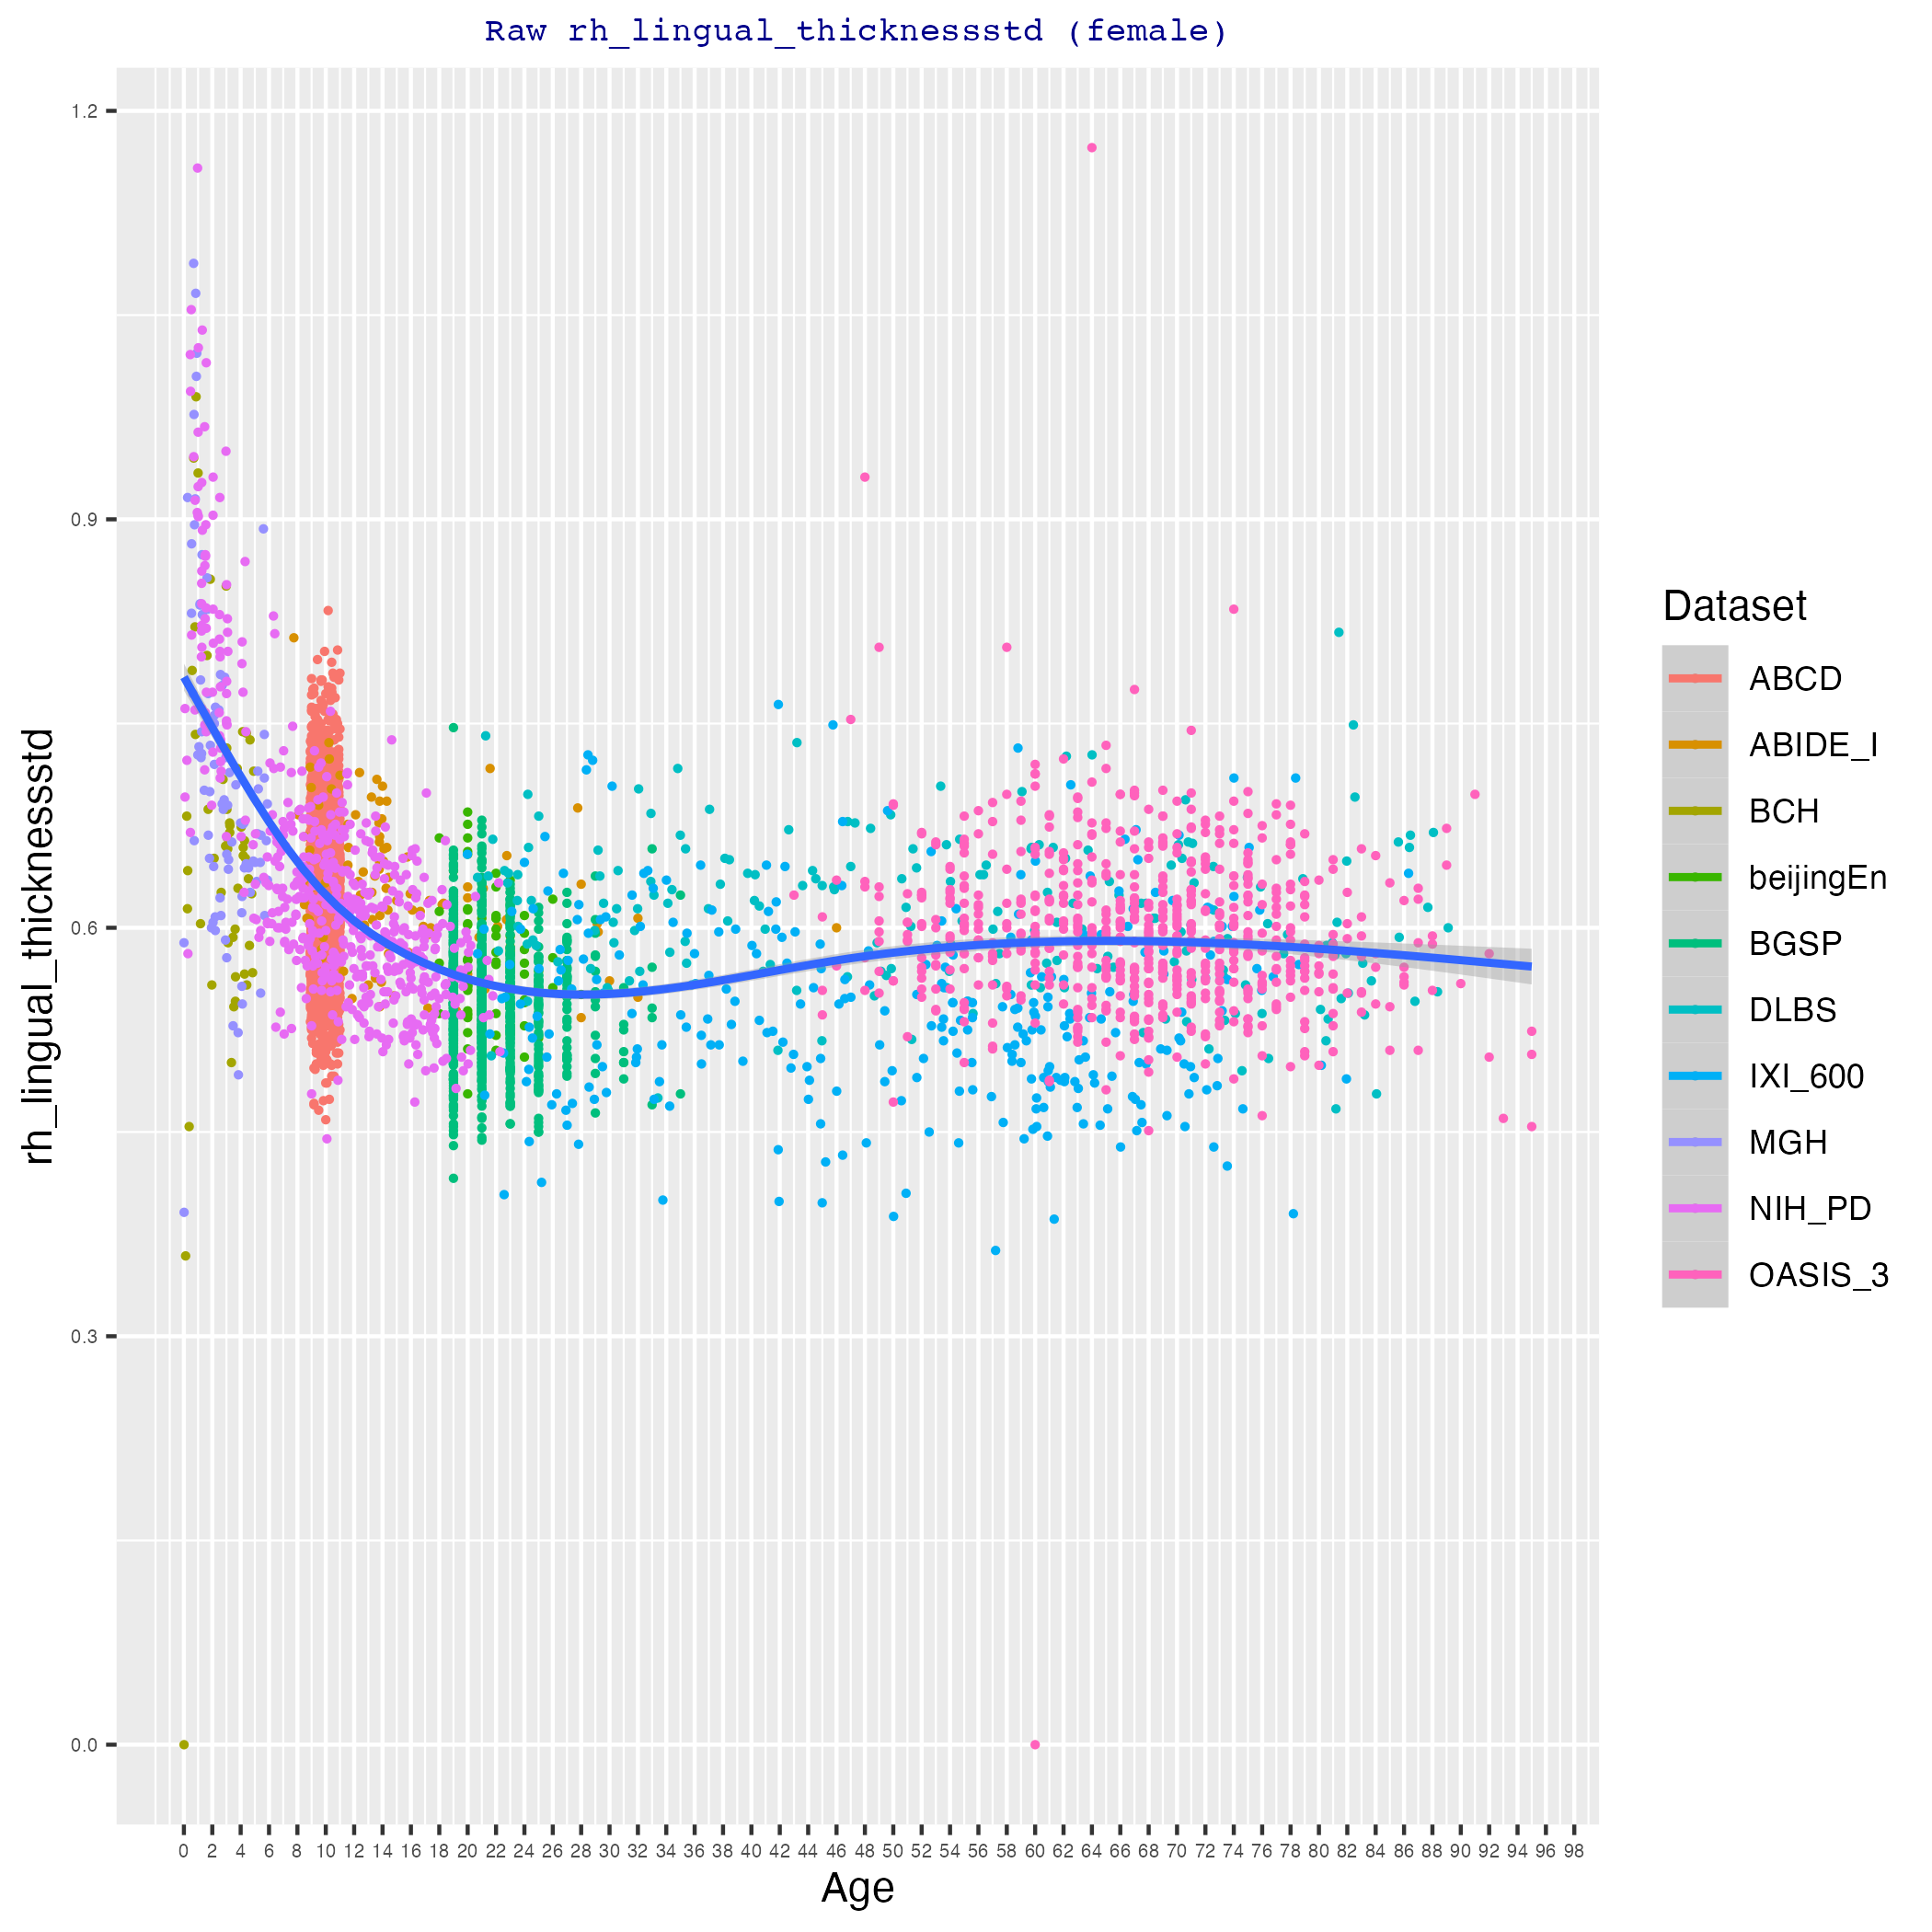 Raw rh_lingual_thicknessstd (female)
1.2
0.9
0.6
0.3
0.0
rh_lingual_thicknessstd
0 2 4 6 8 10 12 14 16 18 20 22 24 26 28 30 32 34 36 38 40 42 44 46 48 50 52 54 56 58 60 62 64 66 68 70 72 74 76 78 80 82 84 86 88 90 92 94 96 98
Age
Dataset
ABCD
ABIDE_I
BCH
beijingEn
BGSP
DLBS
IXI_600
MGH
NIH_PD
OASIS_3